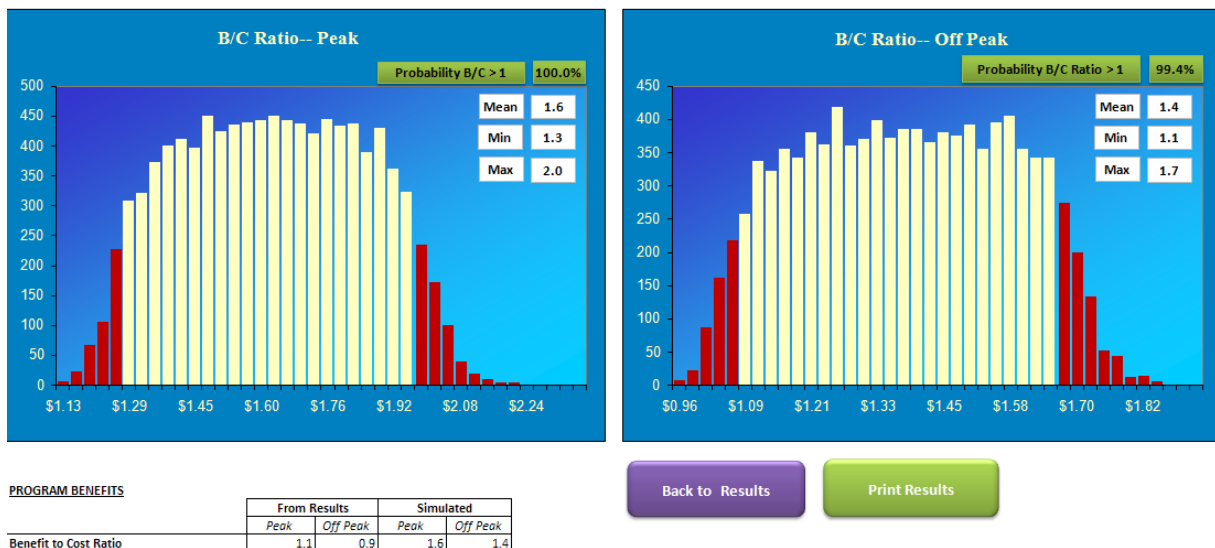 B/C Ratio-- Peak
Probability B/C > 1 100.0%
Mean 1.6
Min 1.3
Max 2.0
500
450
400
350
300
250
200
150
100
50
0
$1.13 $1.29 $1.45 $1.60 $1.76 $1.92 $2.08 $2.24
B/C Ratio-- Off Peak
Probability B/C Ratio > 1 99.4%
Mean 1.4
Min 1.1
Max 1.7
450
400
350
300
250
200
150
100
50
0
$0.96 $1.09 $1.21 $1.33 $1.45 $1.58 $1.70 $1.82
Back to Results
Print Results
PROGRAM BENEFITS
From Results Simulated
Peak Off Peak Peak Off Peak
Benefit to Cost Ratio 1.1 0.9 1.6 1.4